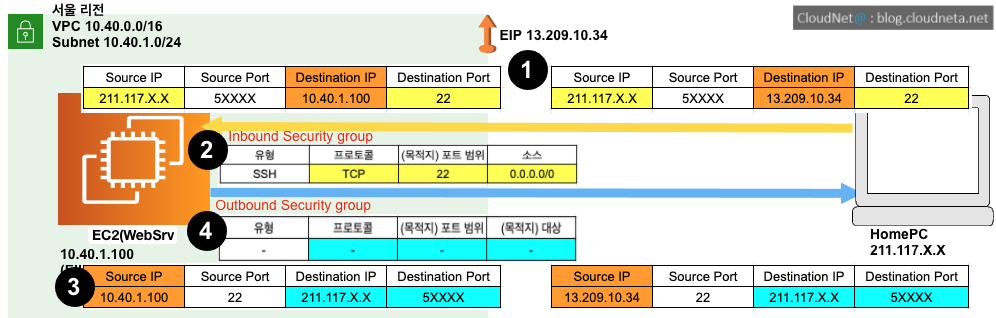 서울 리전
VPC 10.40.0.0/16
Subnet 10.40.1.0/24
CloudNet@ : blog.cloudneta.net
EIP 13.209.10.34
1
Source IP Source Port Destination IP Destination Port
211.117.X.X 5XXXX 10.40.1.100 22
Source IP Source Port Destination IP Destination Port
211.117.X.X 5XXXX 13.209.10.34 22
2
Inbound Security group
유형 프로토콜 (목적지) 포트 범위 소스
SSH TCP 22 0.0.0.0/0
Outbound Security group
4
유형 프로토콜 (목적지) 포트 범위 (목적지) 대상
- - - -
EC2(WebSrv
10.40.1.100
HomePC
211.117.X.X
3
Source IP Source Port Destination IP Destination Port
10.40.1.100 22 211.117.X.X 5XXXX
Source IP Source Port Destination IP Destination Port
13.209.10.34 22 211.117.X.X 5XXXX